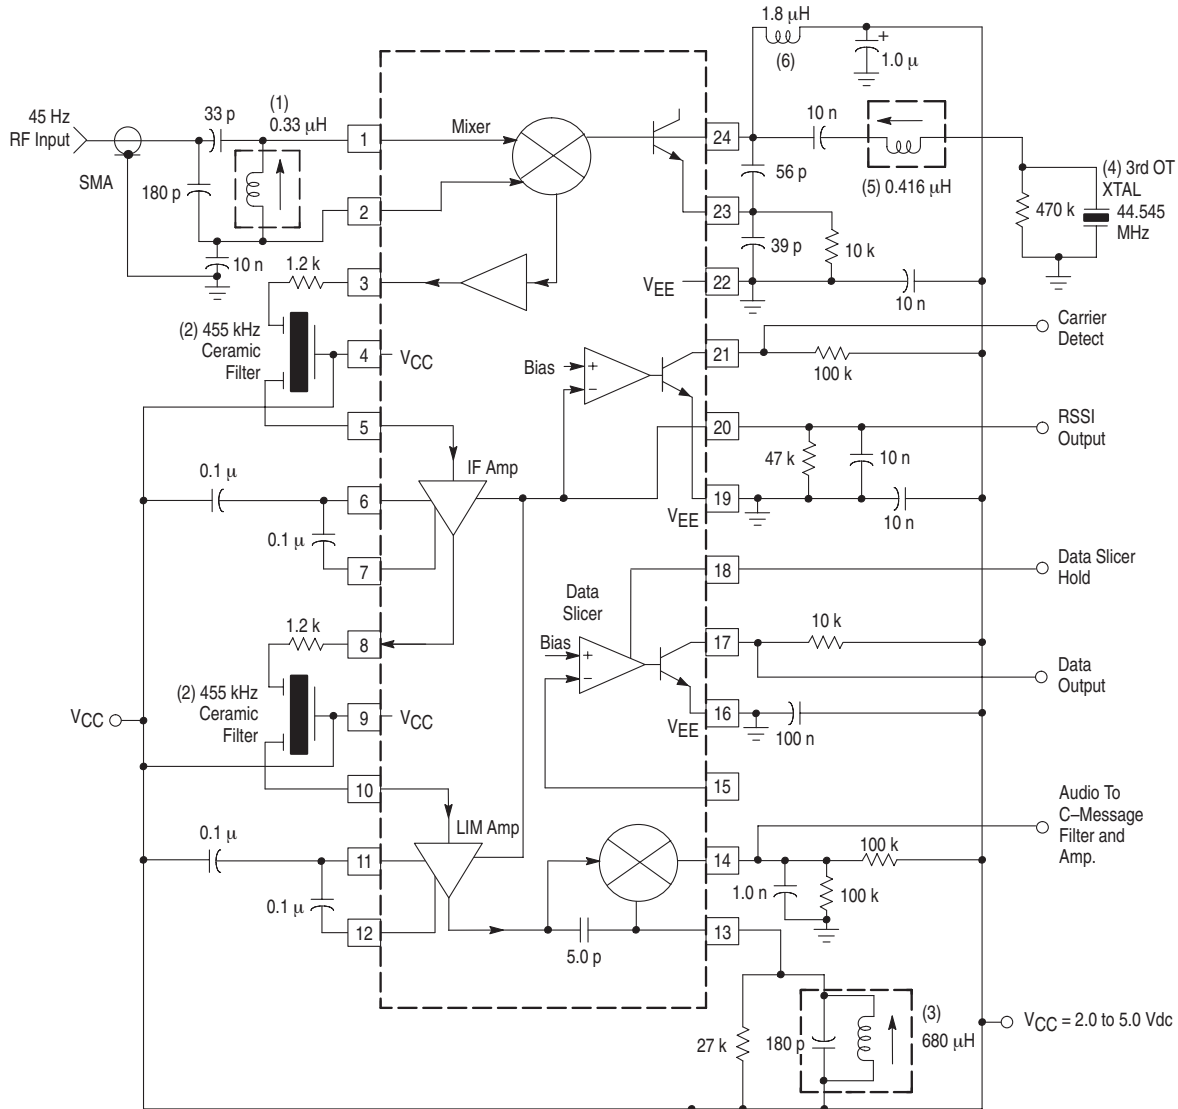 1.8 µH
(6)
+
1.0 µ
45 Hz
RF Input
SMA
33 p
(1)
0.33 µH
180 p
10 n
1
Mixer
24
10 n
56 p
(5) 0.416 µH
(4) 3rd OT
XTAL
44.545
MHz
470 k
2
23
39 p
10 k
1.2 k
3
VEE
22
10 n
(2) 455 kHz
Ceramic
Filter
4
VCC
Bias
+
−
21
100 k
Carrier
Detect
5
20
RSSI
Output
47 k
10 n
0.1 µ
IF Amp
6
19
VEE
10 n
0.1 µ
7
18
Data Slicer
Hold
Data
Slicer
1.2 k
8
Bias
+
−
17
10 k
Data
Output
(2) 455 kHz
Ceramic
Filter
VCC
9
VCC
16
VEE
100 n
10
15
Audio To
C–Message
Filter and
Amp.
0.1 µ
LIM Amp
11
14
100 k
1.0 n
100 k
0.1 µ
12
5.0 p
13
27 k
180 p
(3)
680 µH
VCC = 2.0 to 5.0 Vdc